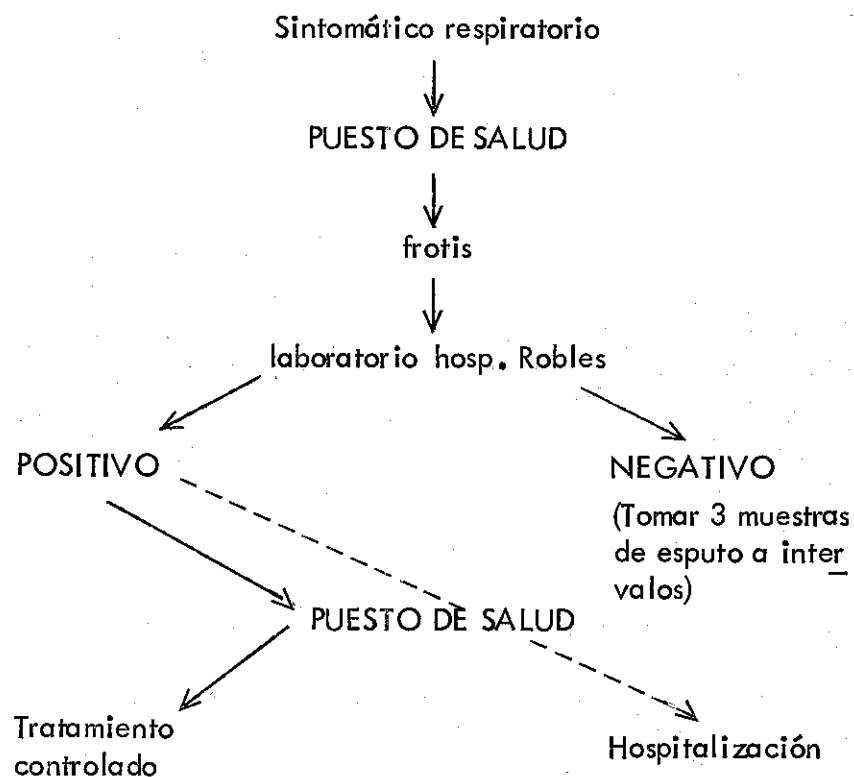 Sintomático respiratorio
PUESTO DE SALUD
frotis
laboratorio hosp. Robles
POSITIVO
NEGATIVO
(Tomar 3 muestras
de esputo a inter
valos)
PUESTO DE SALUD
Tratamiento
controlado
Hospitalización